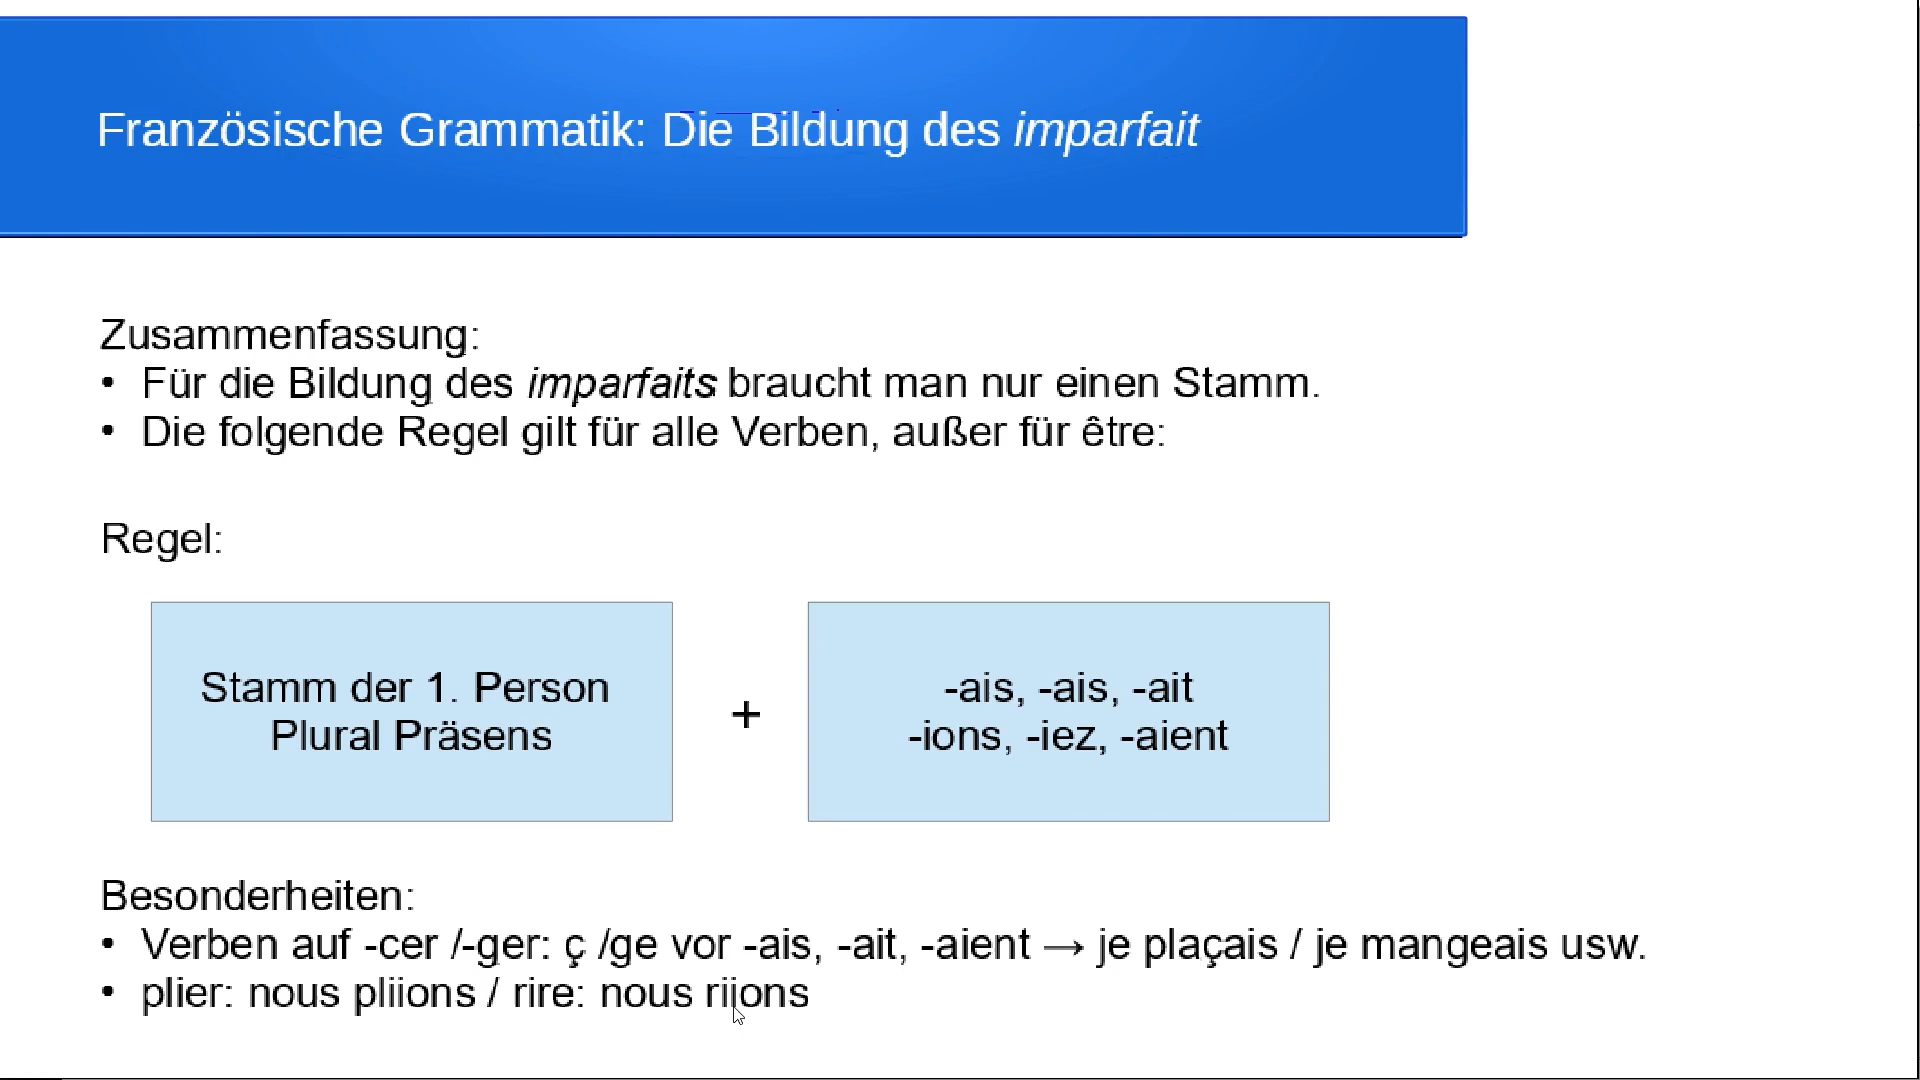 Französische Grammatik: Die Bildung des imparfait
Zusammenfassung:
• Für die Bildung des imparfaits braucht man nur einen Stamm.
• Die folgende Regel gilt für alle Verben, außer für être:
Regel:
Stamm der 1. Person
Plural Präsens
+
-ais, -ais, -ait
-ions, -iez, -aient
Besonderheiten:
• Verben auf -cer /-ger: ç /ge vor -ais, -ait, -aient → je plaçais / je mangeais usw.
• plier: nous pliions / rire: nous riions